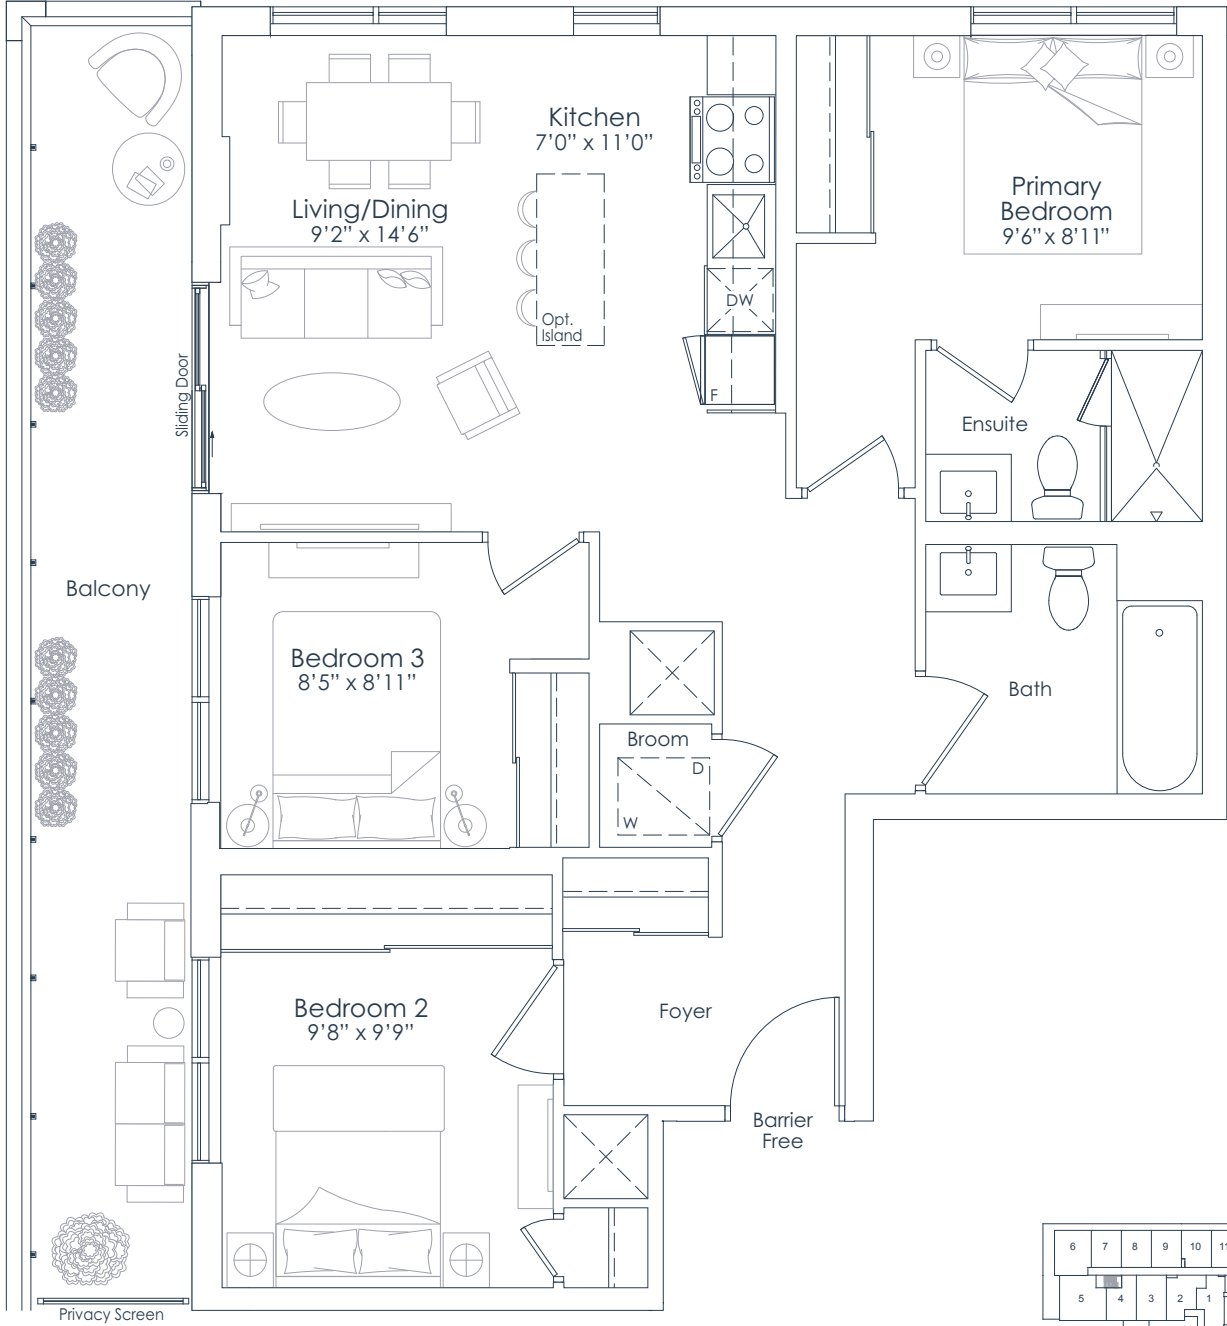 Kitchen
7’0” x 11’0”
Living/Dining
9’2” x 14’6”
Primary
Bedroom
9’6” x 8’11”
DW
Opt.
Island
F
Sliding Door
Ensuite
Balcony
Bedroom 3
8’5” x 8’11”
Bath
Broom
D
W
Bedroom 2
9’8” x 9’9”
Foyer
Barrier
Free
Privacy Screen
6 7 8 9 10 11
5 4 3 2 1